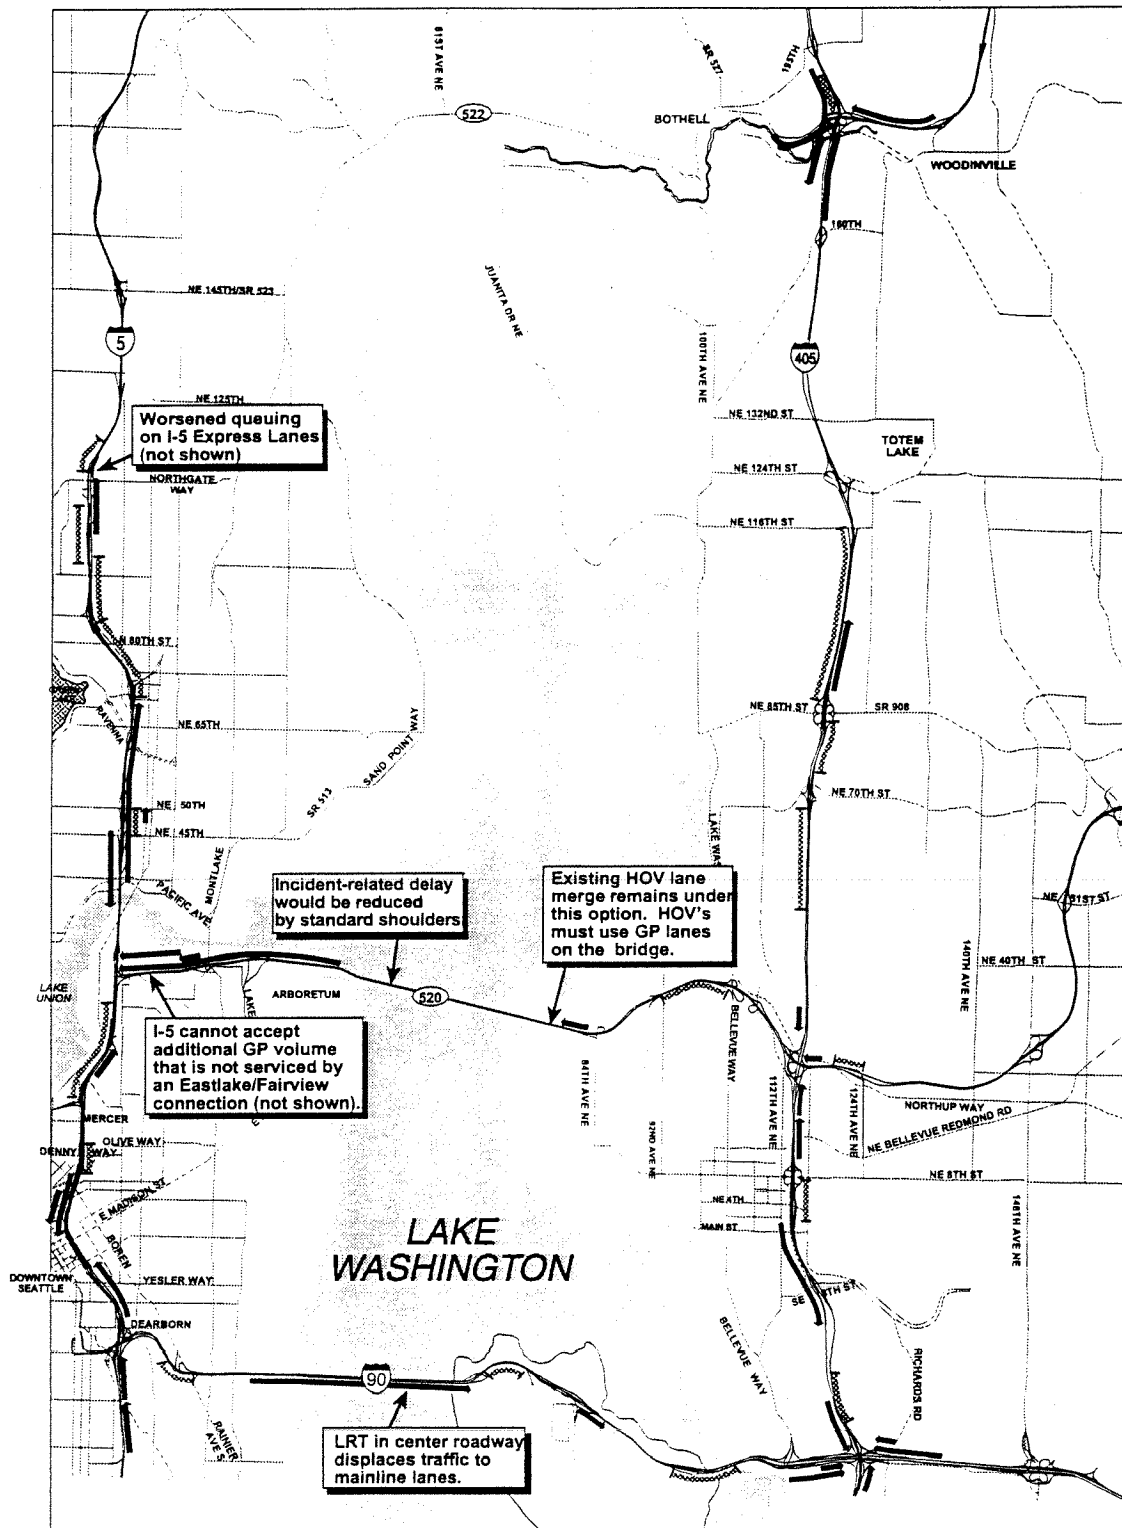 81ST AVE NE
SR 527
195TH
522
BOTHELL
WOODINVILLE
160TH
NE 145TH/SR 523
JUANITA DR NE
5
100TH AVE NE
405
NE 125TH
Worsened queuing
on I-5 Express Lanes
(not shown)
NE 132ND ST
TOTEM
LAKE
NE 124TH ST
NORTHGATE
WAY
NE 116TH ST
N 80TH ST
RAVENNA
NE 65TH
SAND POINT WAY
NE 85TH ST
SR 908
NE 70TH ST
SR 513
NE 50TH
NE 45TH
MONTLAKE
PACIFIC AVE
LAKE WAS
Incident-related delay
would be reduced
by standard shoulders
Existing HOV lane
merge remains under
this option. HOV's
must use GP lanes
on the bridge.
NE 51ST ST
140TH AVE NE
NE 40TH ST
LAKE
UNION
LAKE
ARBORETUM
520
BELLEVUE WAY
I-5 cannot accept
additional GP volume
that is not serviced by
an Eastlake/Fairview
connection (not shown).
84TH AVE NE
92ND AVE NE
112TH AVE NE
124TH AVE NE
NORTHUP WAY
NE BELLEVUE REDMOND RD
MERCER
OLIVE WAY
DENNY WAY
E MADISON ST
NE 8TH ST
NE 4TH
MAIN ST
148TH AVE NE
BOREN
LAKE
WASHINGTON
DOWNTOWN
SEATTLE
YESLER WAY
SE 8TH ST
DEARBORN
BELLEVUE WAY
RICHARDS RD
90
RAINIER
AVE S
LRT in center roadway
displaces traffic to
mainline lanes.